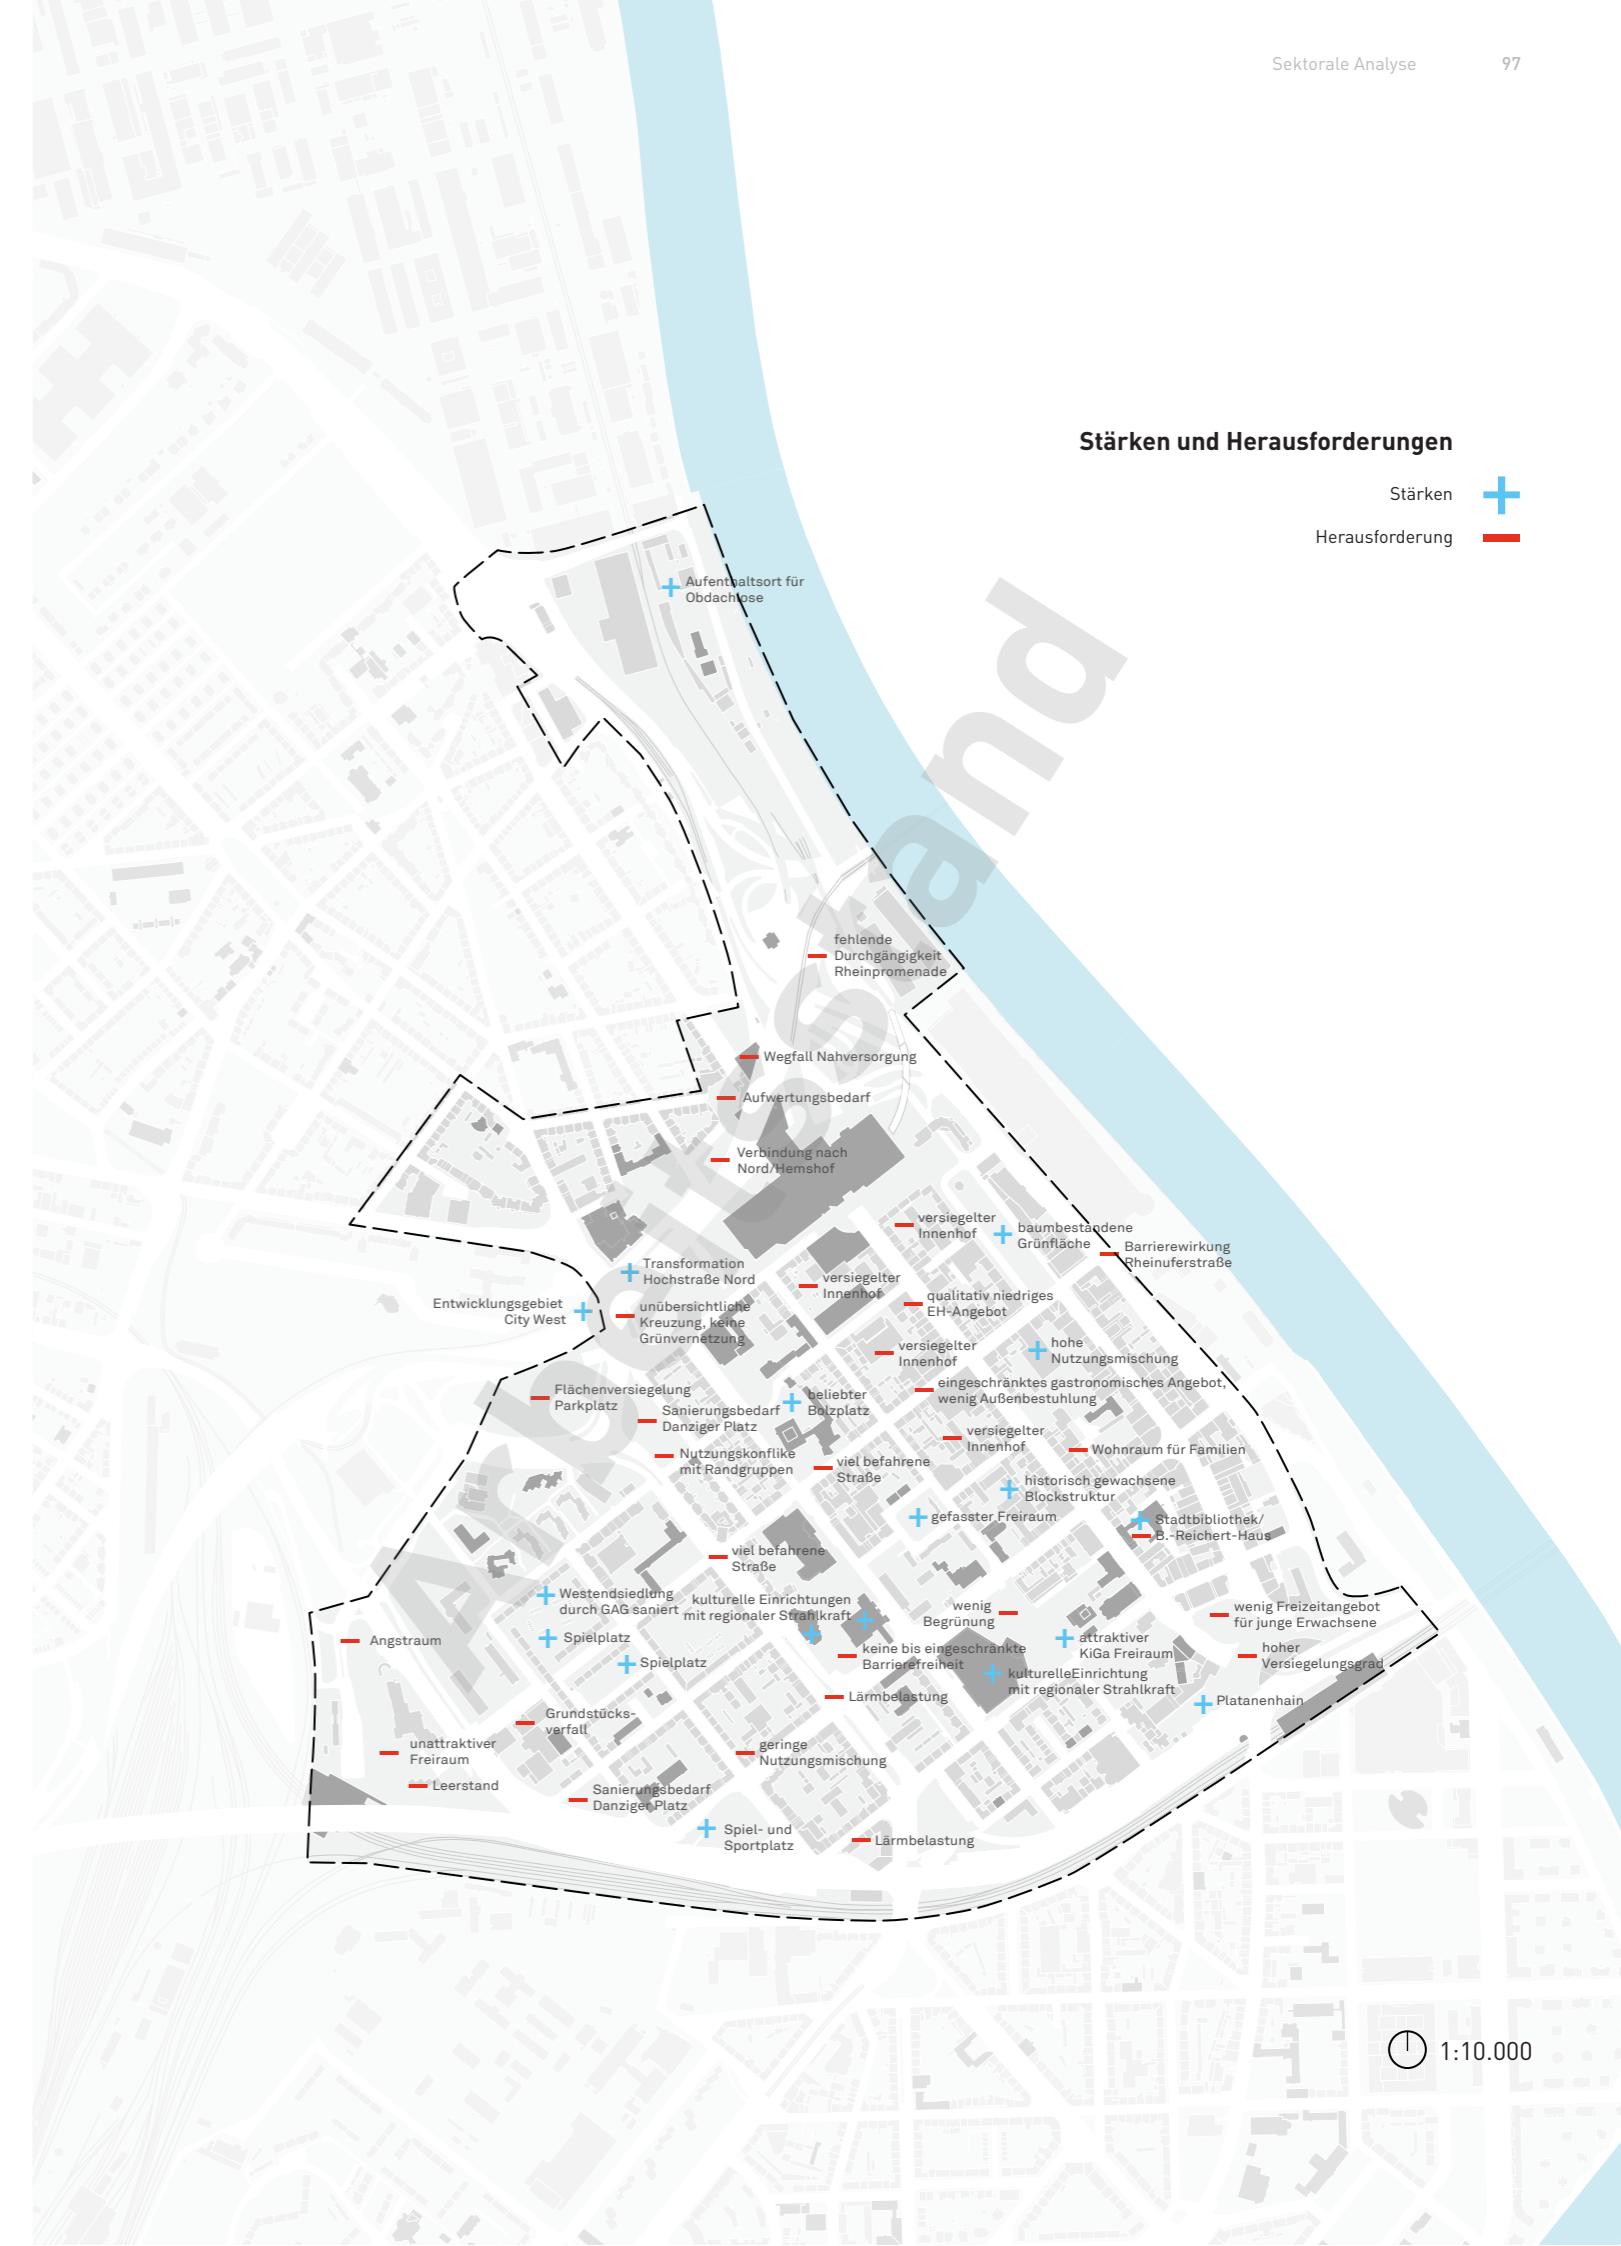 Sektorale Analyse 97
Stärken und Herausforderungen
Stärken
Herausforderung
Aufenthaltsort für
Obdachlose
fehlende
Durchgängigkeit
Rheinpromenade
Wegfall Nahversorgung
Aufwertungsbedarf
Verbindung nach
Nord/Hemshof
versiegelter
Innenhof
baumbestandene
Grünfläche
Barrierewirkung
Rheinuferstraße
Transformation
Hochstraße Nord
versiegelter
Innenhof
Entwicklungsgebiet
City West
unübersichtliche
Kreuzung, keine
Grünvernetzung
qualitativ niedriges
EH-Angebot
versiegelter
Innenhof
hohe
Nutzungsmischung
eingeschränktes gastronomisches Angebot,
wenig Außenbestuhlung
Flächenversiegelung
Parkplatz
beliebter
Bolzplatz
Sanierungsbedarf
Danziger Platz
versiegelter
Innenhof
Wohnraum für Familien
Nutzungskonflike
mit Randgruppen
viel befahrene
Straße
historisch gewachsene
Blockstruktur
gefasster Freiraum
Stadtbibliothek/
B.-Reichert-Haus
viel befahrene
Straße
Westendsiedlung
durch GAG saniert
kulturelle Einrichtungen
mit regionaler Strahlkraft
wenig
Begrünung
wenig Freizeitangebot
für junge Erwachsene
Angstraum
Spielplatz
attraktiver
KiGa Freiraum
hoher
Versiegelungsgrad
keine bis eingeschränkte
Barrierefreiheit
Spielplatz
kulturelleEinrichtung
mit regionaler Strahlkraft
Lärmbelastung
Platanenhain
Grundstücks-
verfall
unattraktiver
Freiraum
geringe
Nutzungsmischung
Leerstand
Sanierungsbedarf
Danziger Platz
Spiel- und
Sportplatz
Lärmbelastung
Arbeitsstand
1:10.000